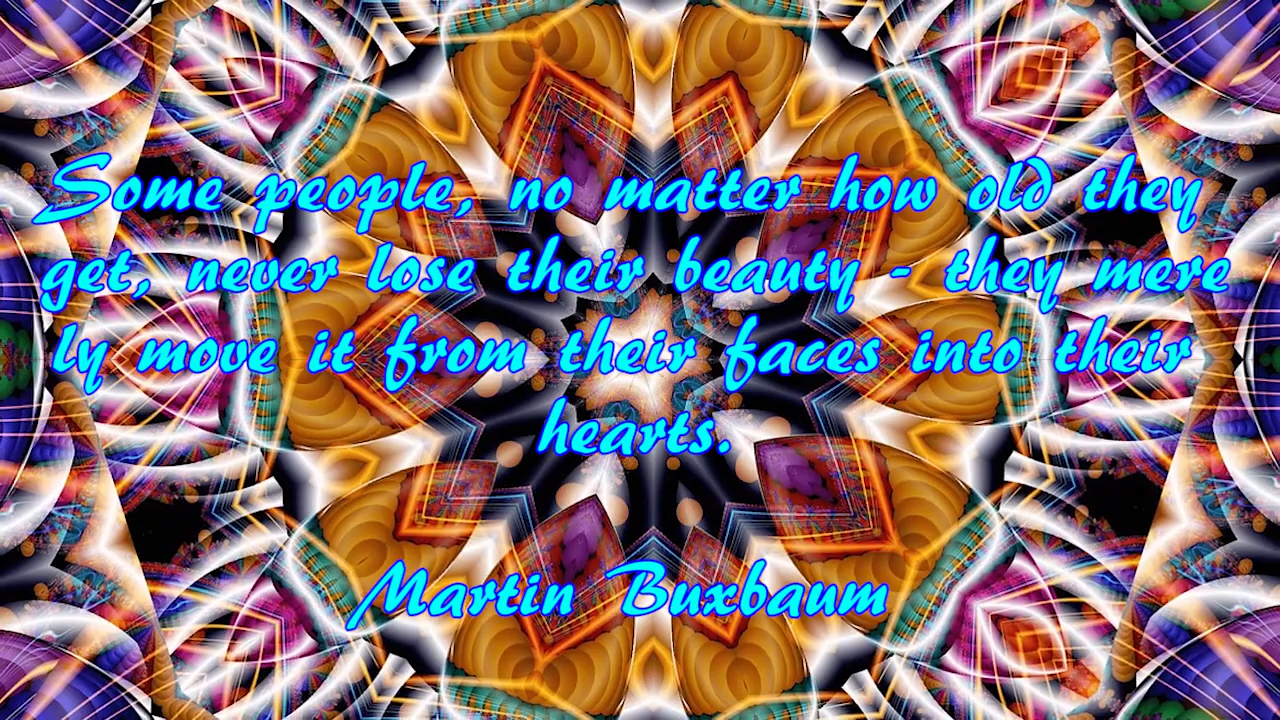 Some people, no matter how old they
get, never lose their beauty - they mere
ly move it from their faces into their
hearts.
Martin Buxbaum